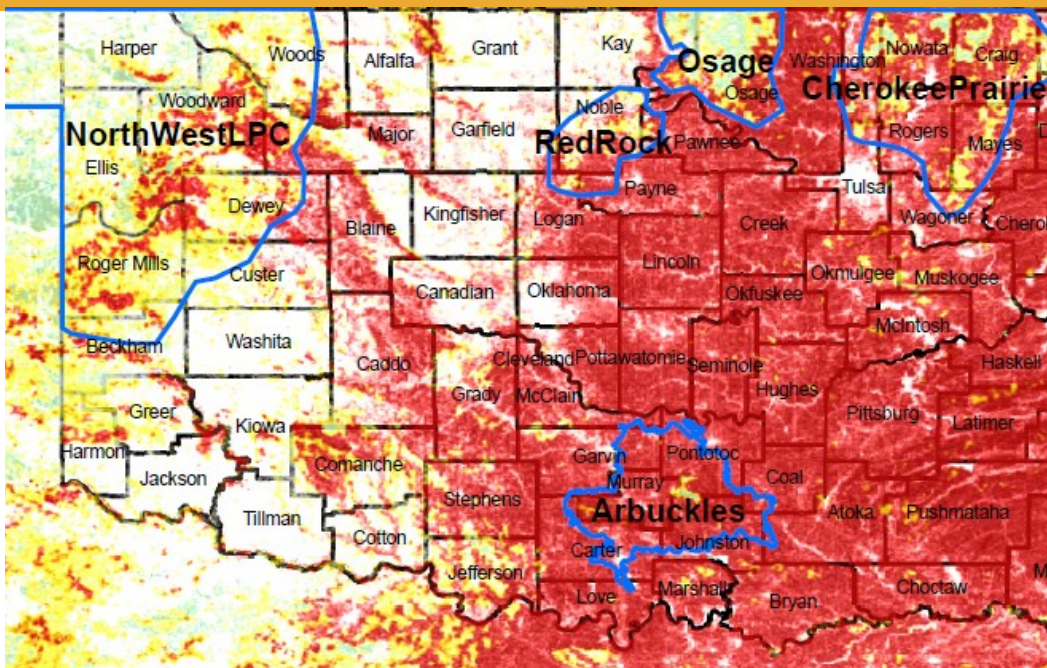 Harper
Woods
Alfalfa
Grant
Kay
Osage
Osage
Washington
Nowata
Craig
CherokeePrairie
Woodward
NorthWestLPC
Major
Garfield
Noble
RedRock
Pawnee
Rogers
Mayes
Ellis
Dewey
Blaine
Kingfisher
Logan
Payne
Creek
Tulsa
Wagoner
Chero
Roger Mills
Custer
Canadian
Oklahoma
Lincoln
Okfuskee
Okmulgee
Muskogee
Beckham
Washita
Caddo
Grady
Cleveland
McClain
Pottawatomie
Seminole
Hughes
McIntosh
Haskell
Greer
Kiowa
Harmon
Jackson
Comanche
Tillman
Cotton
Stephens
Garvin
Murray
Pontotoc
Coal
Pittsburg
Latimer
Arbuckles
Atoka
Pushmataha
Jefferson
Carter
Johnston
Love
Marshall
Bryan
Choctaw
M